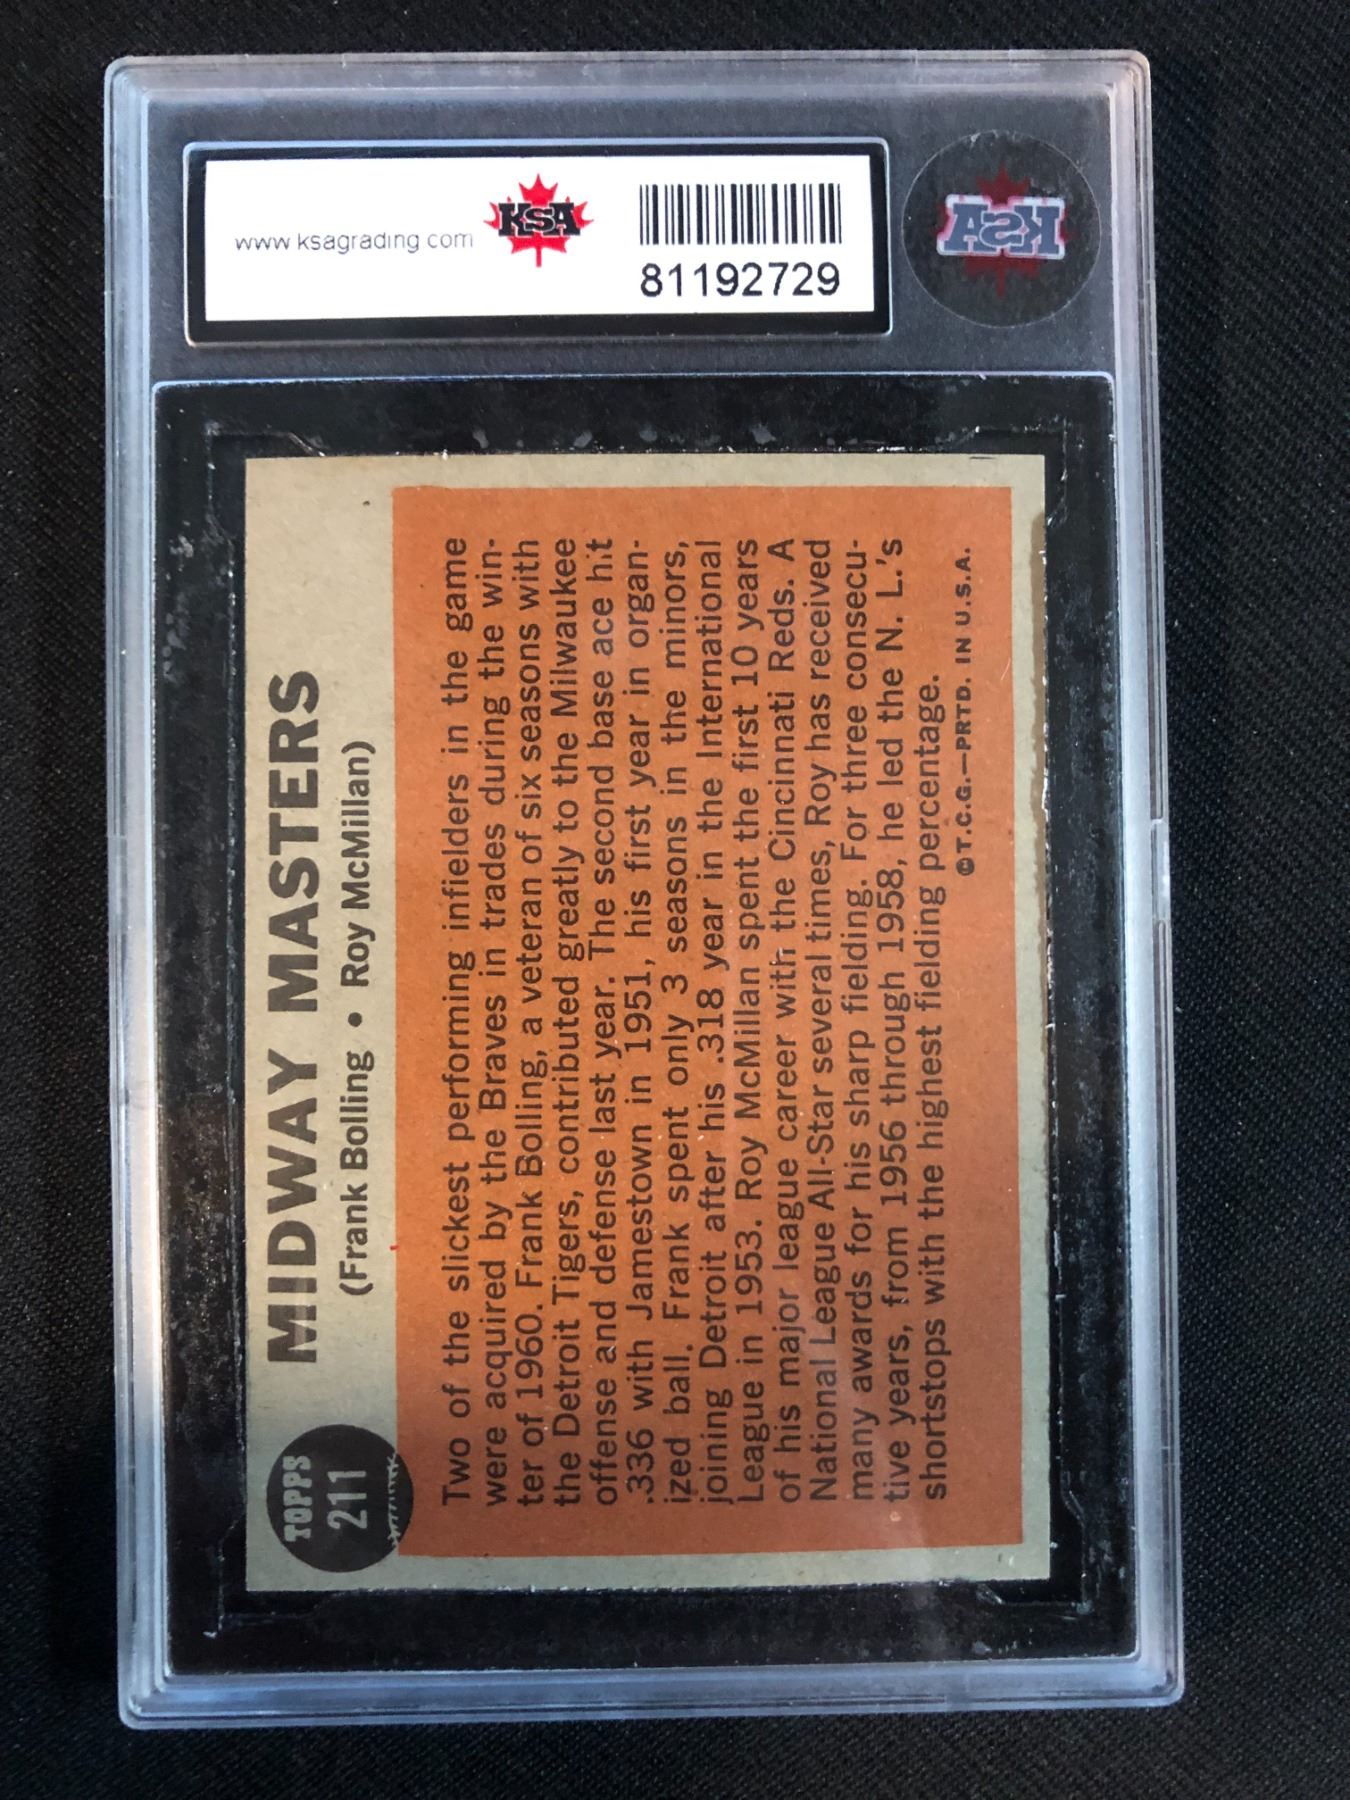 www.ksagrading.com
KSA
81192729
KSA
TOPPS
211
MIDWAY MASTERS
(Frank Bolling • Roy McMillan)
Two of the slickest performing infielders in the game
were acquired by the Braves in trades during the win-
ter of 1960. Frank Bolling, a veteran of six seasons with
the Detroit Tigers, contributed greatly to the Milwaukee
offense and defense last year. The second base ace hit
.336 with Jamestown in 1951, his first year in organ-
ized ball. Frank spent only 3 seasons in the minors,
joining Detroit after his .318 year in the International
League in 1953. Roy McMillan spent the first 10 years
of his major league career with the Cincinnati Reds. A
National League All-Star several times, Roy has received
many awards for his sharp fielding. For three consecu-
tive years, from 1956 through 1958, he led the N. L.'s
shortstops with the highest fielding percentage.
©T.C.G.—PRTD. IN U.S.A.